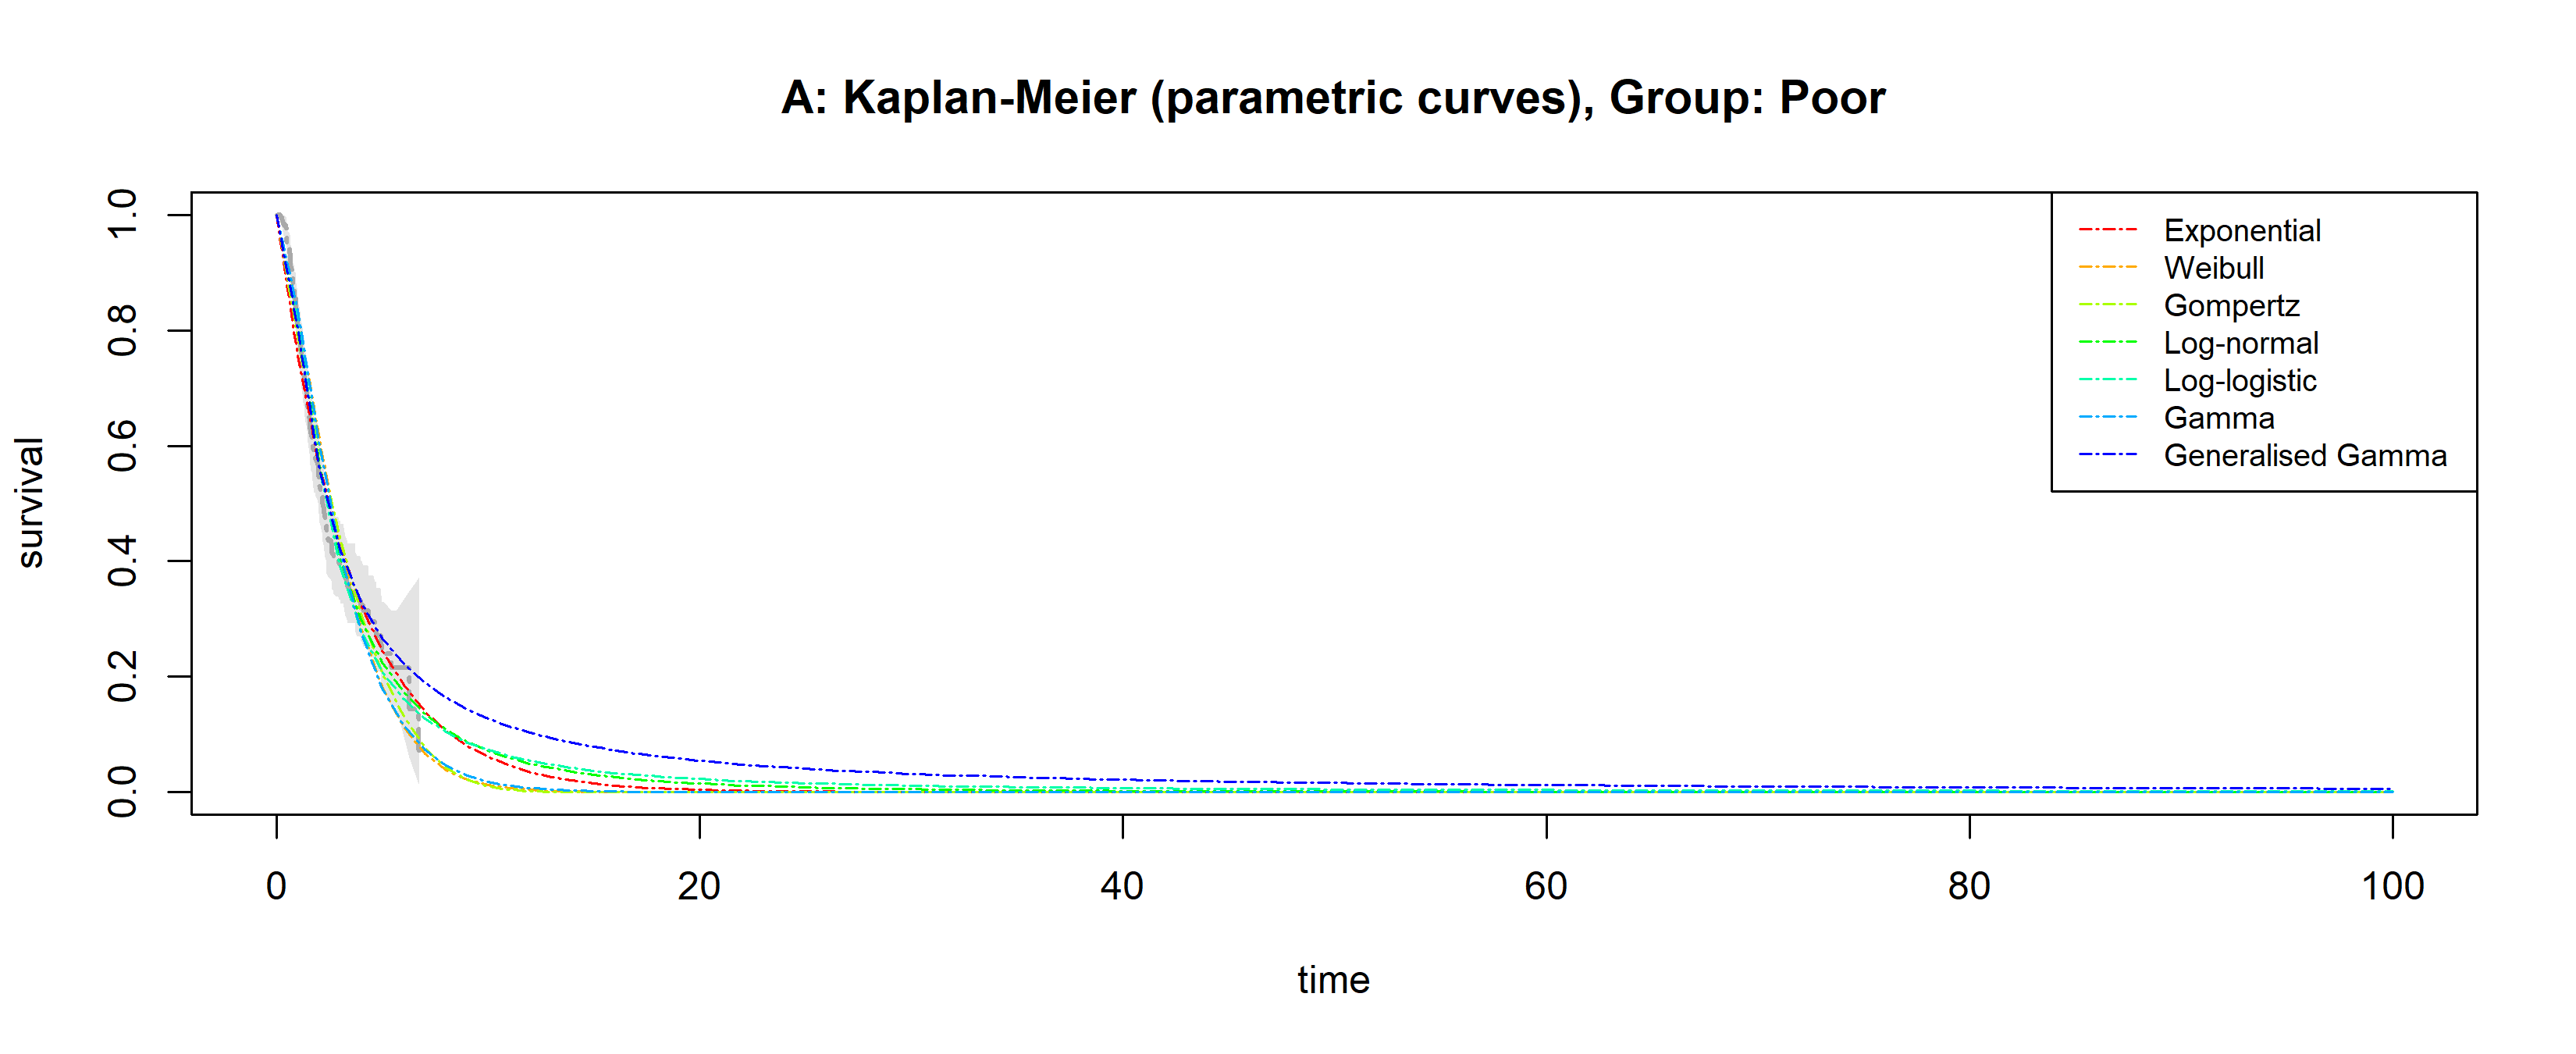 A: Kaplan-Meier (parametric curves), Group: Poor
survival
1.0
0.8
0.6
0.4
0.2
0.0
Exponential
Weibull
Gompertz
Log-normal
Log-logistic
Gamma
Generalised Gamma
0 20 40 60 80 100
time